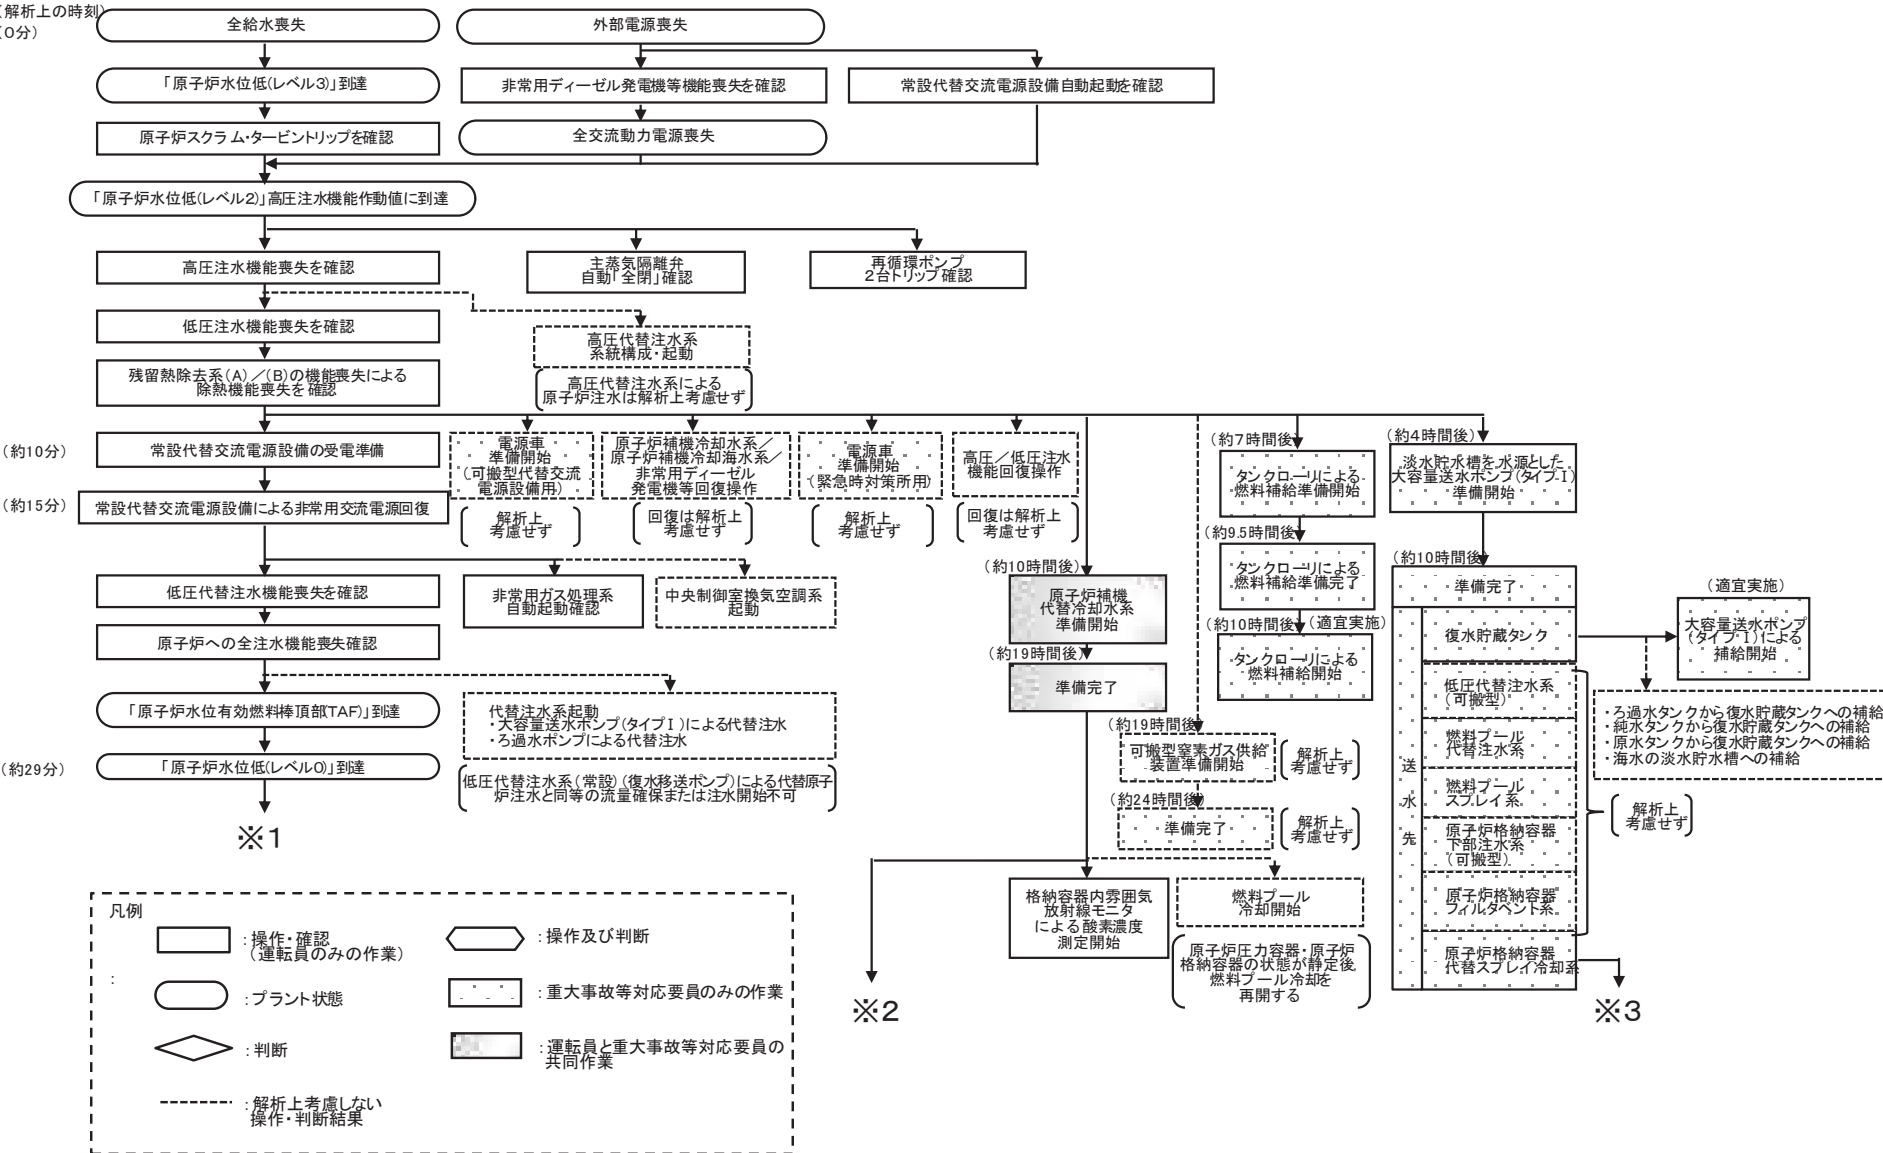 (解析上の時刻)
(0分)
全給水喪失
外部電源喪失
「原子炉水位低(レベル3)」到達
非常用ディーゼル発電機等機能喪失を確認
常設代替交流電源設備自動起動を確認
原子炉スクラム・タービントリップを確認
全交流動力電源喪失
「原子炉水位低(レベル2)」高圧注水機能作動値に到達
高圧注水機能喪失を確認
主蒸気隔離弁
自動「全閉」確認
再循環ポンプ
2台トリップ確認
低圧注水機能喪失を確認
高圧代替注水系
系統構成・起動
高圧代替注水系による
原子炉注水は解析上考慮せず
残留熱除去系(A)/(B)の機能喪失による
除熱機能喪失を確認
(約10分)
常設代替交流電源設備の受電準備
電源車
準備開始
(可搬型代替交流
電源設備用)
解析上
考慮せず
原子炉補機冷却水系/
原子炉補機冷却海水系/
非常用ディーゼル
発電機等回復操作
回復は解析上
考慮せず
電源車
準備開始
(緊急時対策所用)
解析上
考慮せず
高圧/低圧注水
機能回復操作
回復は解析上
考慮せず
(約7時間後)
タンクローリによる
燃料補給準備開始
(約4時間後)
淡水貯水槽を水源とした
大容量送水ポンプ(タイプⅠ)
準備開始
(約15分)
常設代替交流電源設備による非常用交流電源回復
(約9.5時間後)
タンクローリによる
燃料補給準備完了
(約10時間後)
(適宜実施)
タンクローリによる
燃料補給開始
低圧代替注水機能喪失を確認
非常用ガス処理系
自動起動確認
中央制御室換気空調系
起動
(約10時間後)
原子炉補機
代替冷却水系
準備開始
(約19時間後)
準備完了
(約10時間後)
準備完了
送
水
先
復水貯蔵タンク
低圧代替注水系
(可搬型)
燃料プール
代替注水系
燃料プール
スプレイ系
原子炉格納容器
下部注水系
(可搬型)
原子炉格納容器
フィルタベント系
原子炉格納容器
代替スプレイ冷却系
(適宜実施)
大容量送水ポンプ
(タイプⅠ)による
補給開始
・ろ過水タンクから復水貯蔵タンクへの補給
・純水タンクから復水貯蔵タンクへの補給
・原水タンクから復水貯蔵タンクへの補給
・海水の淡水貯水槽への補給
解析上
考慮せず
※3
原子炉への全注水機能喪失確認
「原子炉水位有効燃料棒頂部(TAF)」到達
代替注水系起動
・大容量送水ポンプ(タイプⅠ)による代替注水
・ろ過水ポンプによる代替注水
低圧代替注水系(常設)(復水移送ポンプ)による代替原子
炉注水と同等の流量確保または注水開始不可
(約29分)
「原子炉水位低(レベル0)」到達
※1
(約19時間後)
可搬型窒素ガス供給
装置準備開始
解析上
考慮せず
(約24時間後)
準備完了
解析上
考慮せず
※2
格納容器内雰囲気
放射線モニタ
による酸素濃度
測定開始
燃料プール
冷却開始
原子炉圧力容器・原子炉
格納容器の状態が静定後,
燃料プール冷却を
再開する
凡例
:操作・確認
(運転員のみの作業)
:操作及び判断
:
:プラント状態
:重大事故等対応要員のみの作業
:判断
:運転員と重大事故等対応要員の
共同作業
:解析上考慮しない
操作・判断結果